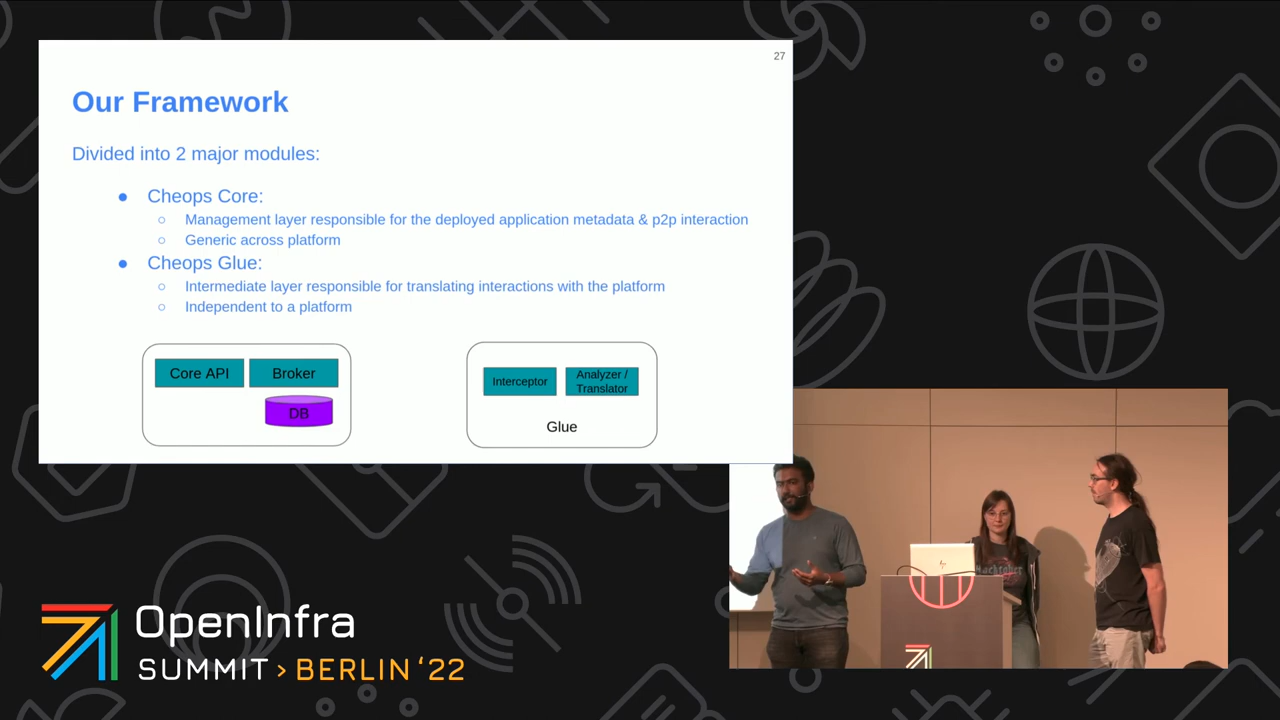 27
Our Framework
Divided into 2 major modules:
● Cheops Core:
○ Management layer responsible for the deployed application metadata & p2p interaction
○ Generic across platform
● Cheops Glue:
○ Intermediate layer responsible for translating interactions with the platform
○ Independent to a platform
Core API
Broker
DB
Interceptor
Analyzer /
Translator
Glue
OpenInfra
SUMMIT > BERLIN ‘22